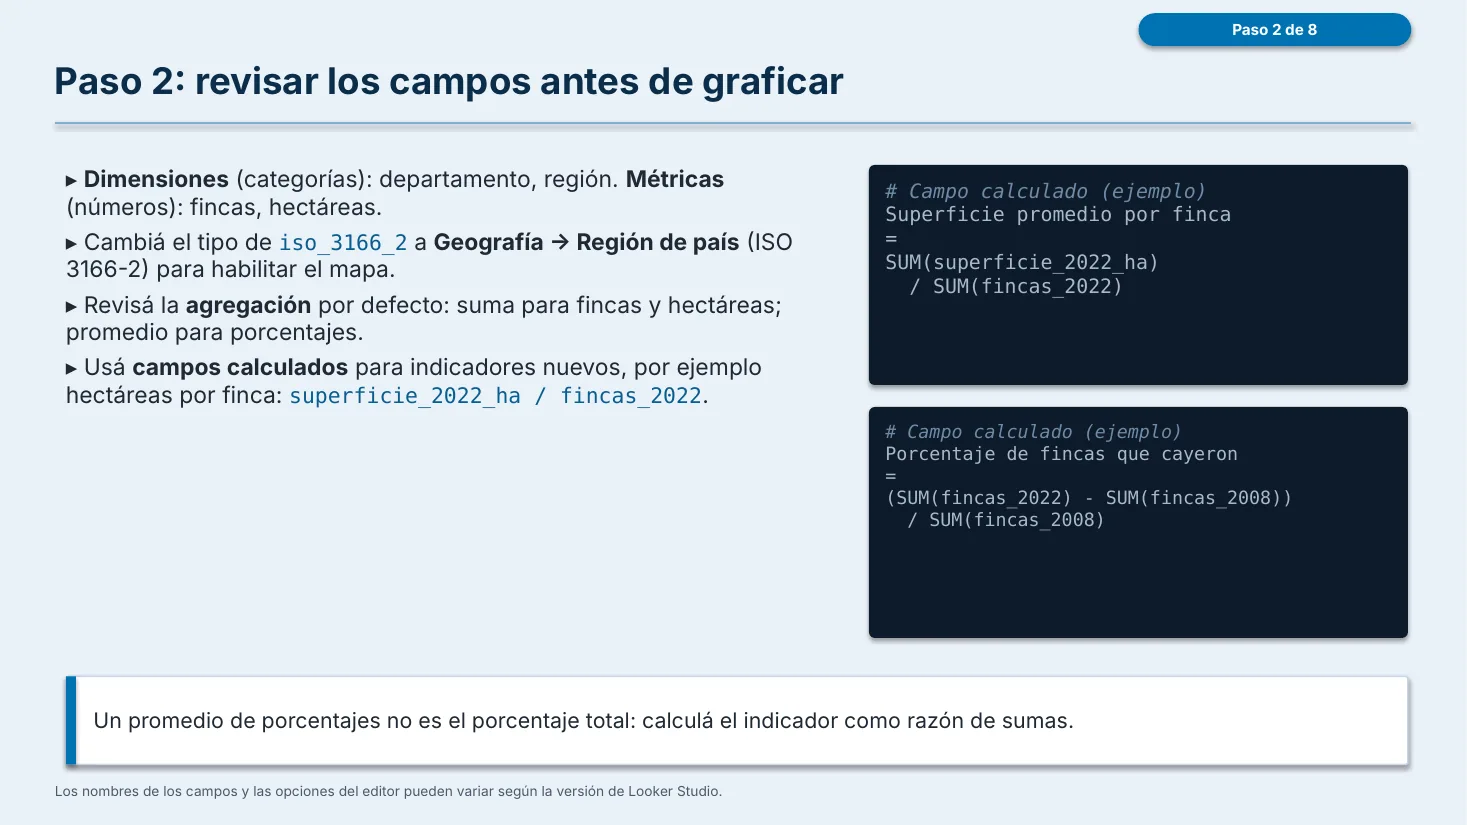 Paso 2 de 8
Paso 2: revisar los campos antes de graficar
▸ Dimensiones (categorías): departamento, región. Métricas
(números): fincas, hectáreas.
▸ Cambiá el tipo de iso_3166_2 a Geografía → Región de país (ISO
3166-2) para habilitar el mapa.
▸ Revisá la agregación por defecto: suma para fincas y hectáreas;
promedio para porcentajes.
▸ Usá campos calculados para indicadores nuevos, por ejemplo
hectáreas por finca: superficie_2022_ha / fincas_2022.
# Campo calculado (ejemplo)
Superficie promedio por finca
=
SUM(superficie_2022_ha)
  / SUM(fincas_2022)
# Campo calculado (ejemplo)
Porcentaje de fincas que cayeron
=
(SUM(fincas_2022) - SUM(fincas_2008))
  / SUM(fincas_2008)
Un promedio de porcentajes no es el porcentaje total: calculá el indicador como razón de sumas.
Los nombres de los campos y las opciones del editor pueden variar según la versión de Looker Studio.